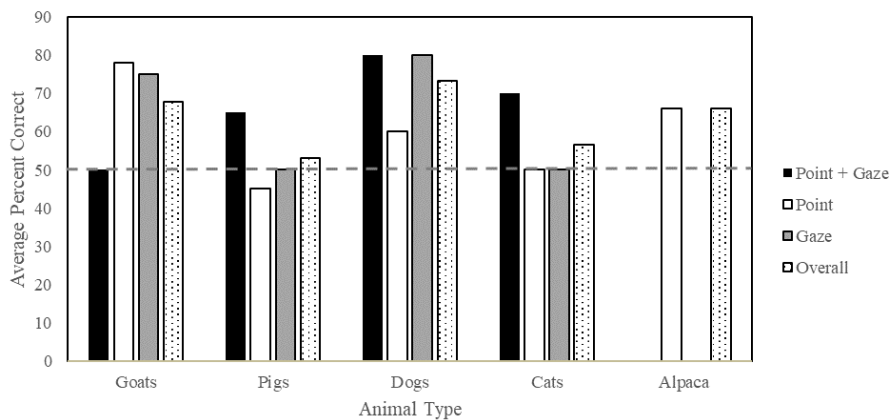 90
80
70
60
50
40
30
20
10
0
Average Percent Correct
Goats Pigs Dogs Cats Alpaca
Animal Type
Point + Gaze
Point
Gaze
Overall